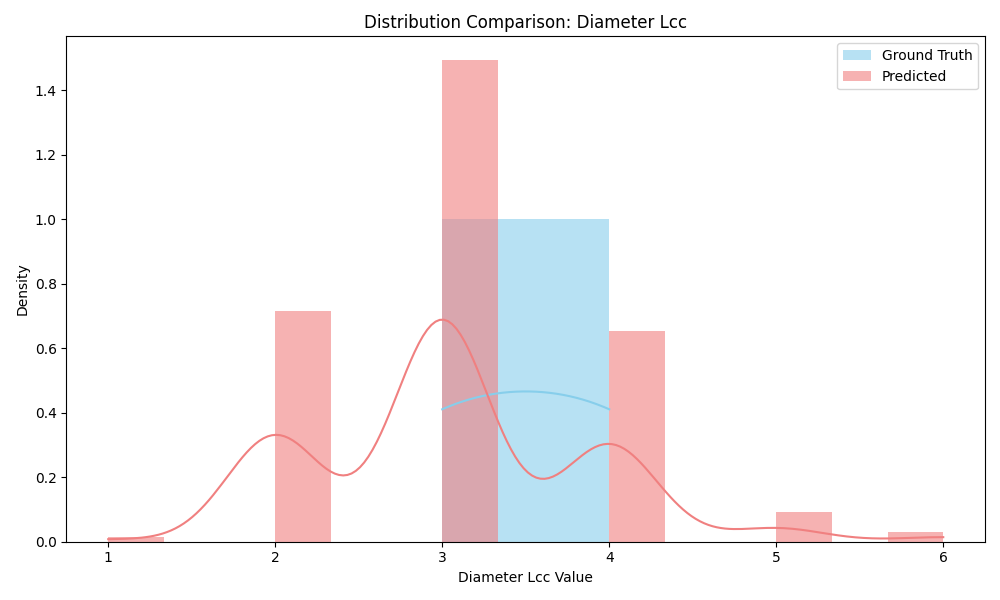 Distribution Comparison: Diameter Lcc
Ground Truth
Predicted
Density
1.4
1.2
1.0
0.8
0.6
0.4
0.2
0.0
1 2 3 4 5 6
Diameter Lcc Value